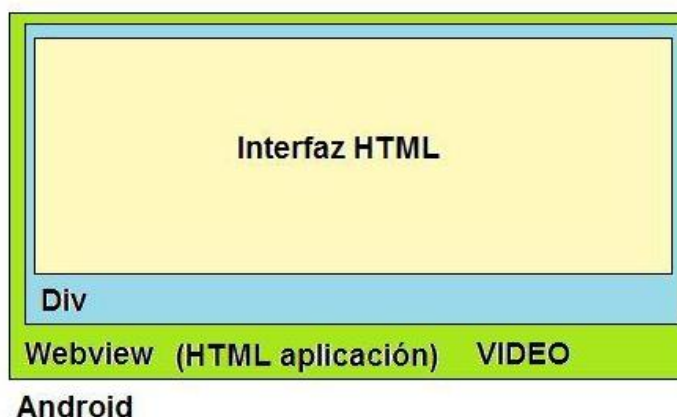 Interfaz HTML
Div
Webview (HTML aplicación) VIDEO
Android